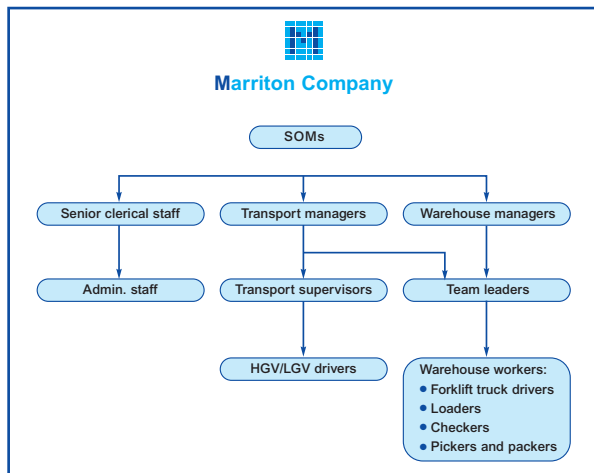 Marriton Company
SOMs
Senior clerical staff
Transport managers
Warehouse managers
Admin. staff
Transport supervisors
Team leaders
HGV/LGV drivers
Warehouse workers:
● Forklift truck drivers
● Loaders
● Checkers
● Pickers and packers